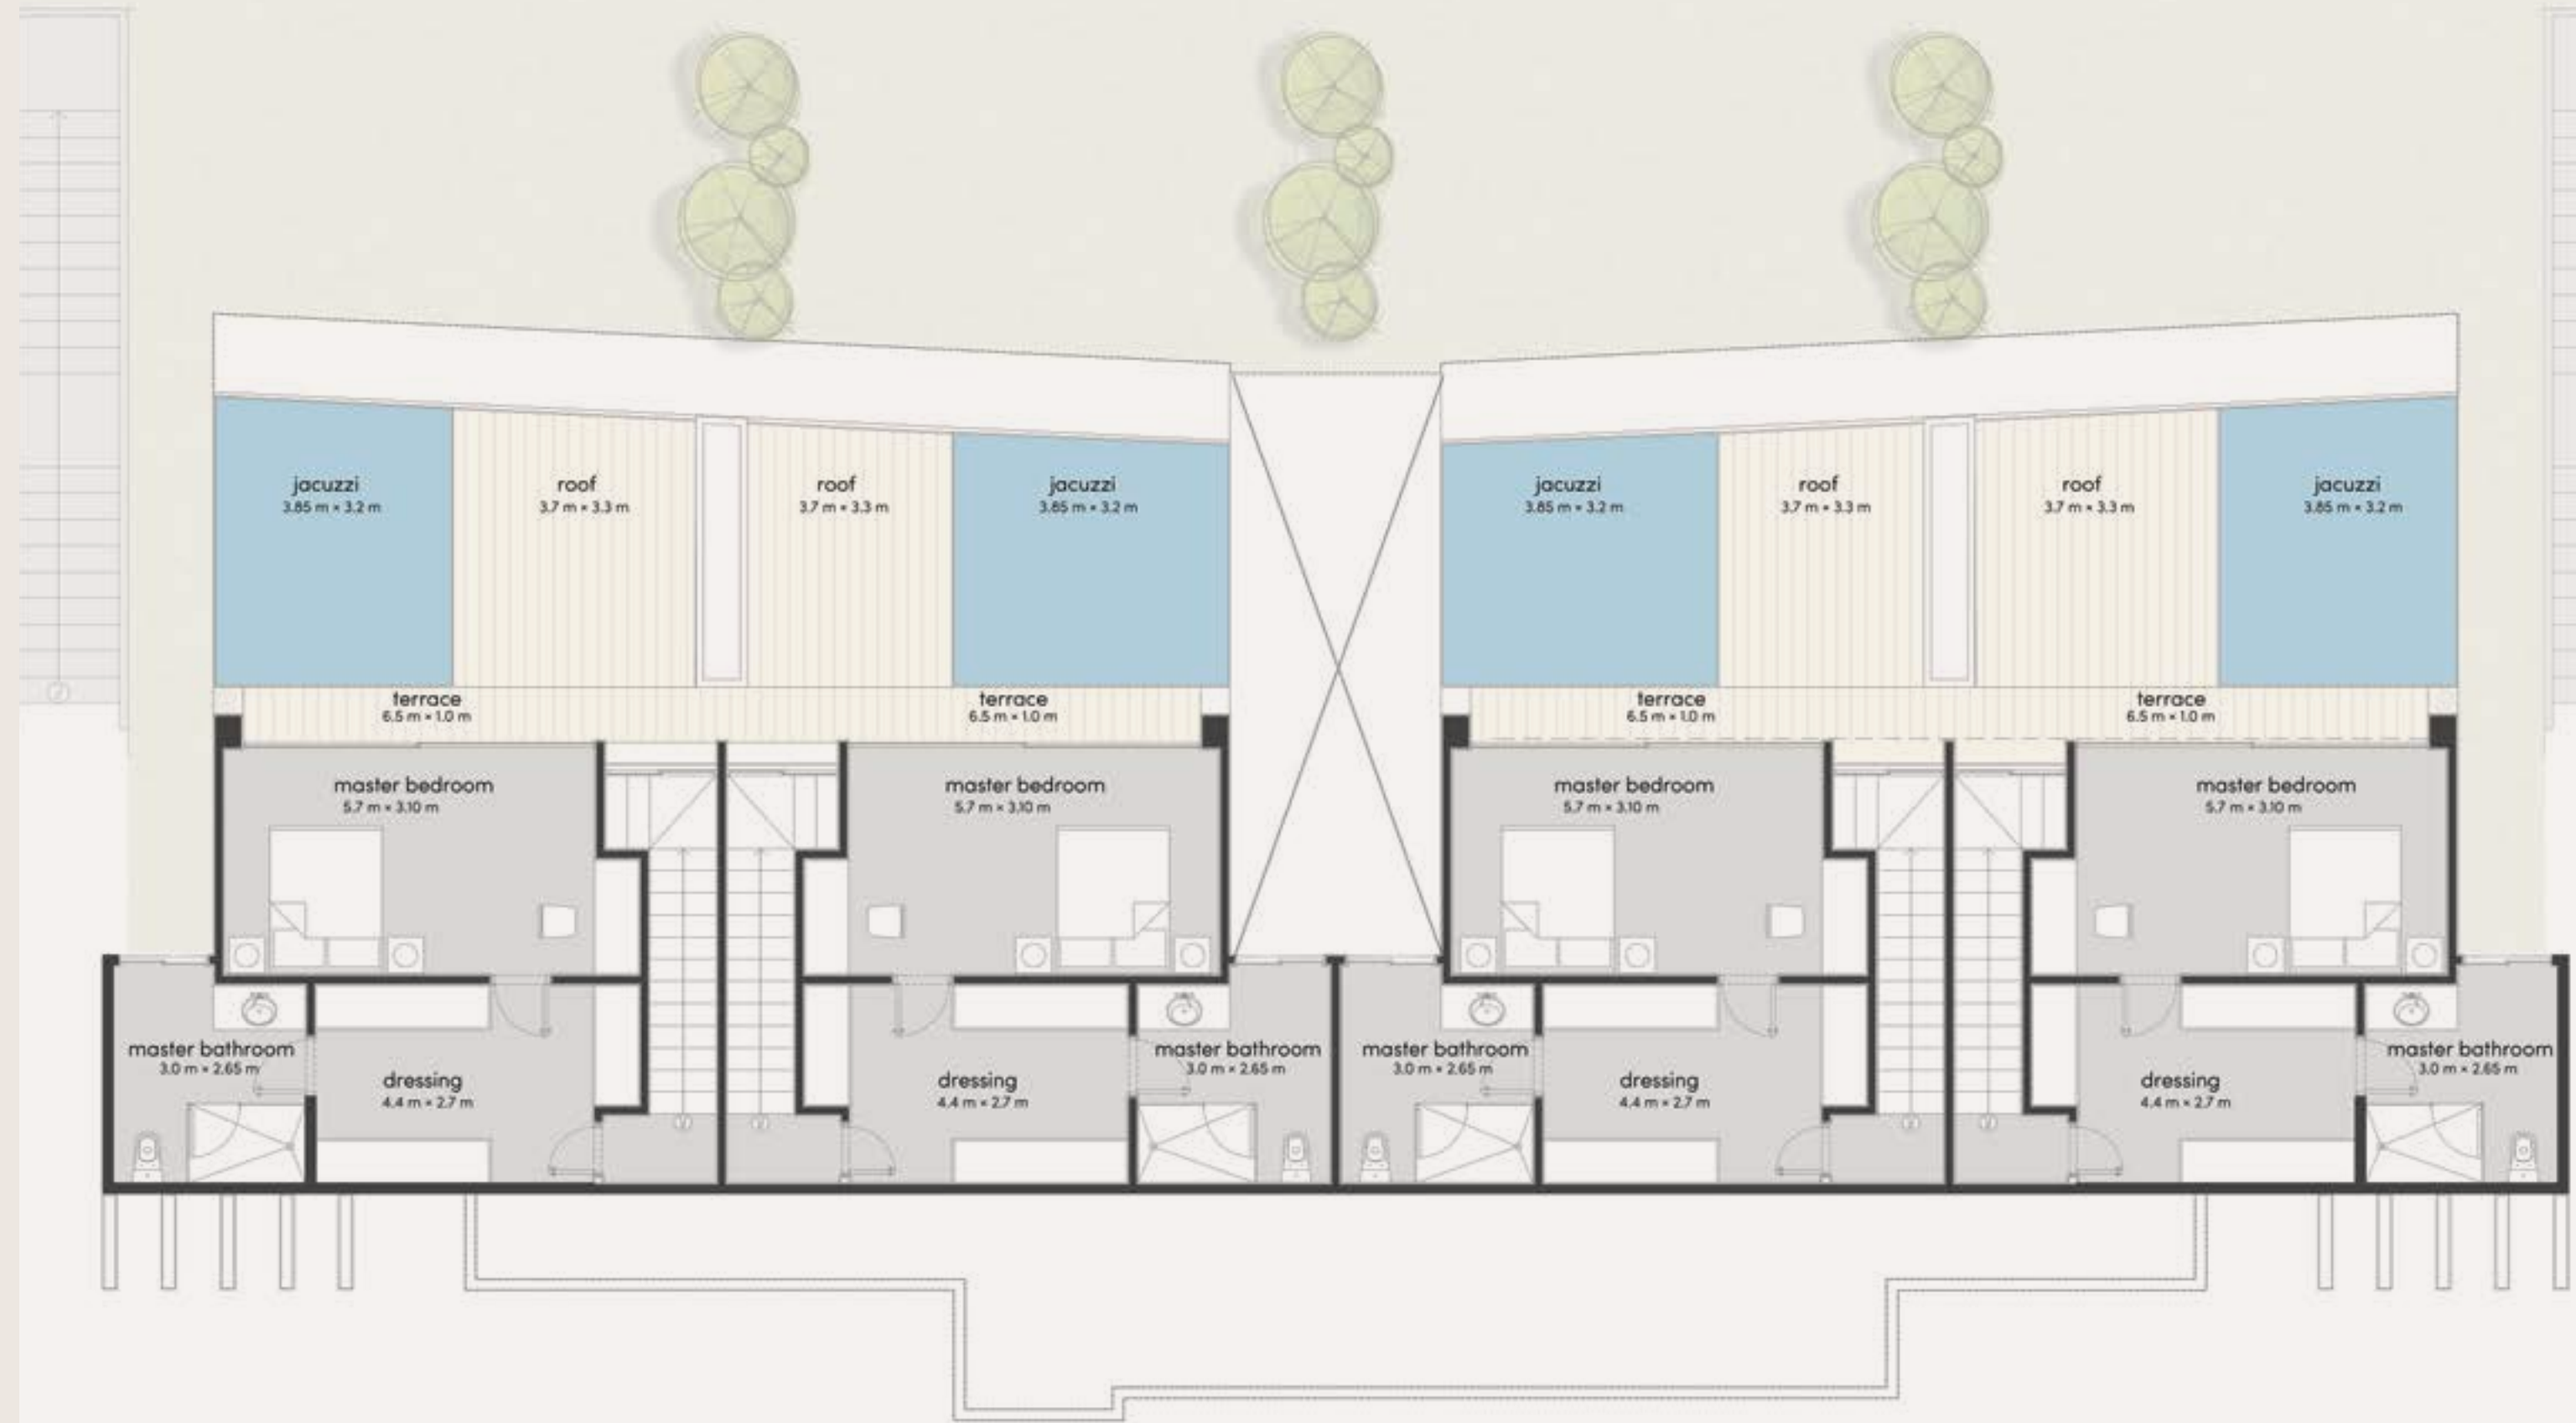 jacuzzi
3.85 m × 3.2 m
roof
3.7 m × 3.3 m
roof
3.7 m × 3.3 m
jacuzzi
3.85 m × 3.2 m
jacuzzi
3.85 m × 3.2 m
roof
3.7 m × 3.3 m
roof
3.7 m × 3.3 m
jacuzzi
3.85 m × 3.2 m
terrace
6.5 m × 1.0 m
terrace
6.5 m × 1.0 m
terrace
6.5 m × 1.0 m
terrace
6.5 m × 1.0 m
master bedroom
5.7 m × 3.10 m
master bedroom
5.7 m × 3.10 m
master bedroom
5.7 m × 3.10 m
master bedroom
5.7 m × 3.10 m
master bathroom
3.0 m × 2.65 m
dressing
4.4 m × 2.7 m
dressing
4.4 m × 2.7 m
master bathroom
3.0 m × 2.65 m
master bathroom
3.0 m × 2.65 m
dressing
4.4 m × 2.7 m
dressing
4.4 m × 2.7 m
master bathroom
3.0 m × 2.65 m